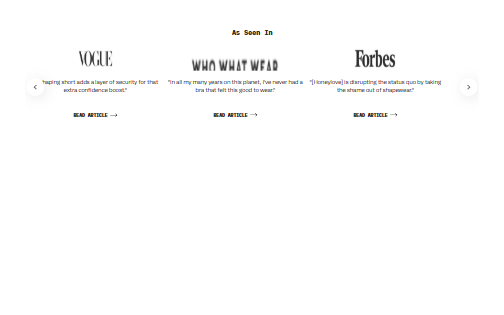 As Seen In
VOGUE
WHO WHAT WEAR
Forbes
haping short adds a layer of security for that
extra confidence boost."
"In all my many years on this planet, I've never had a
bra that felt this good to wear."
"[Honeylove] is disrupting the status quo by taking
the shame out of shapewear."
READ ARTICLE
READ ARTICLE
READ ARTICLE